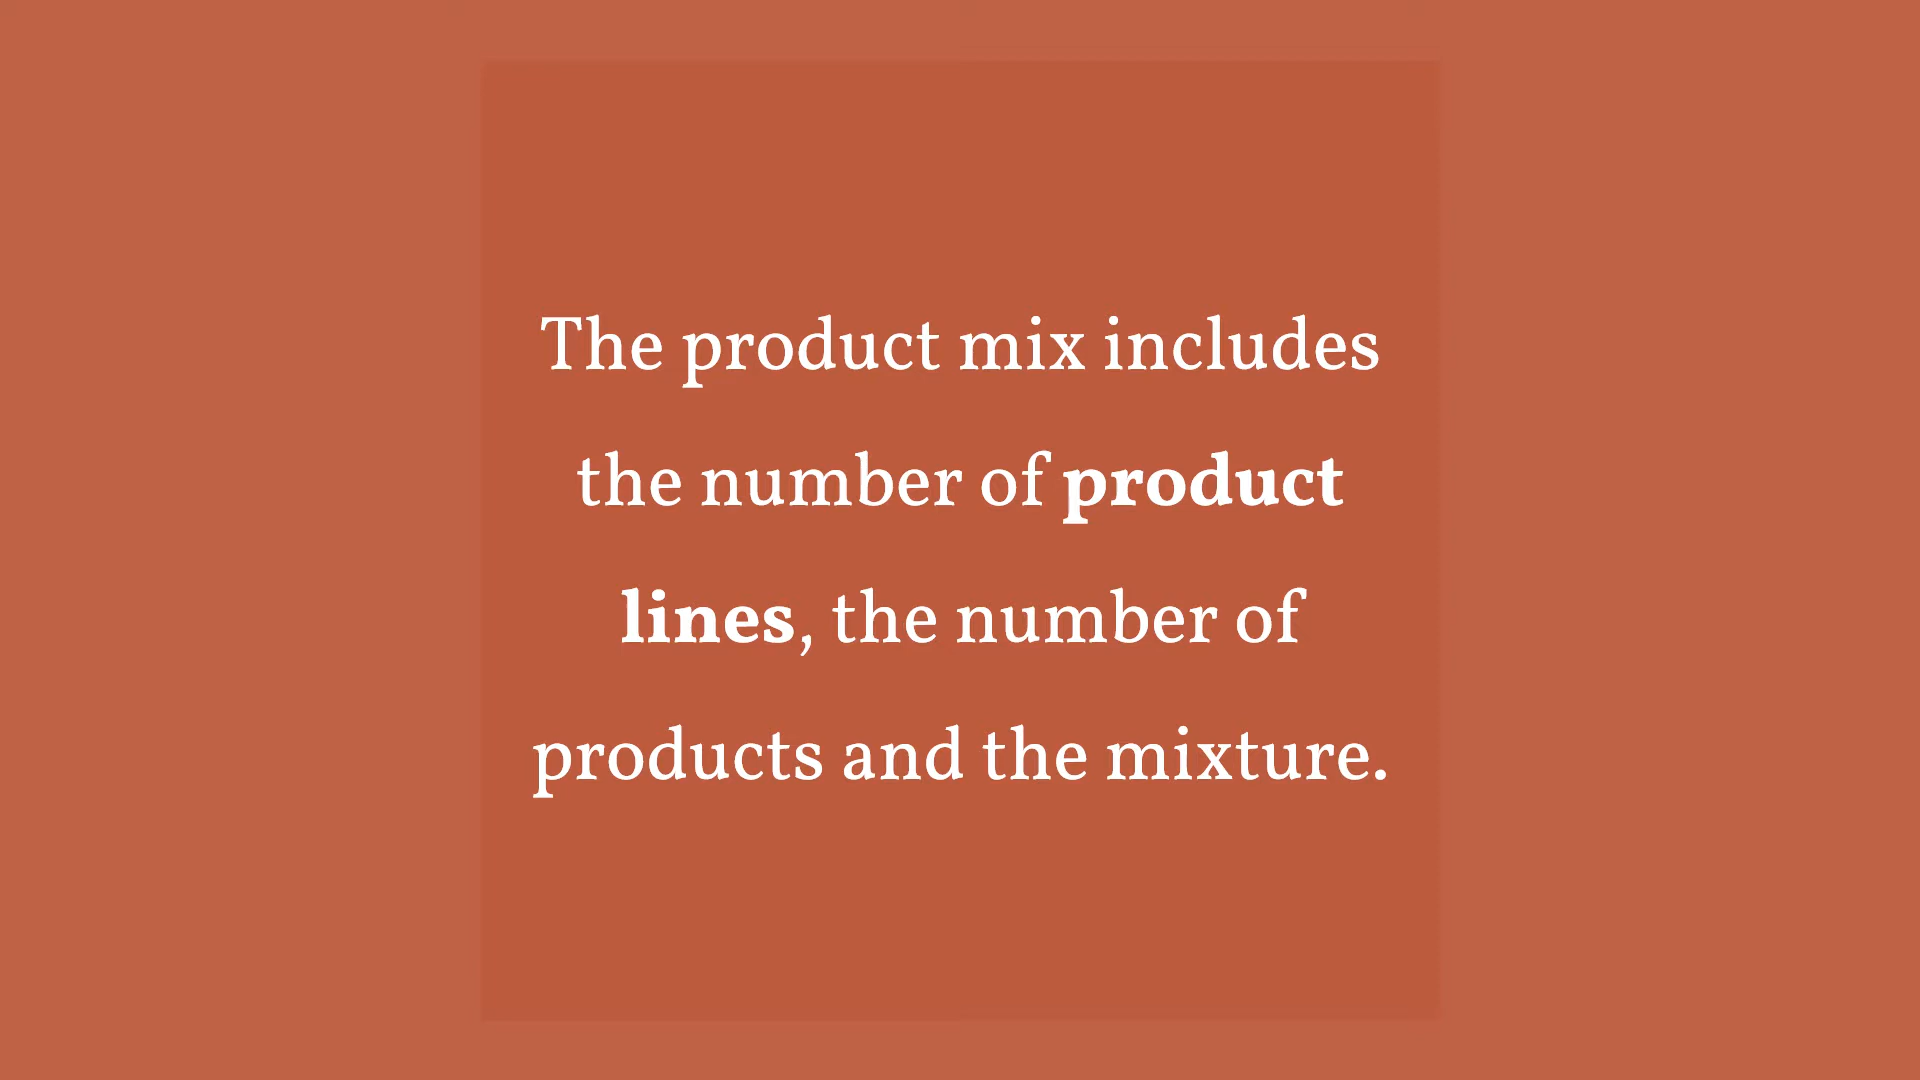 The product mix includes
the number of product
lines, the number of
products and the mixture.